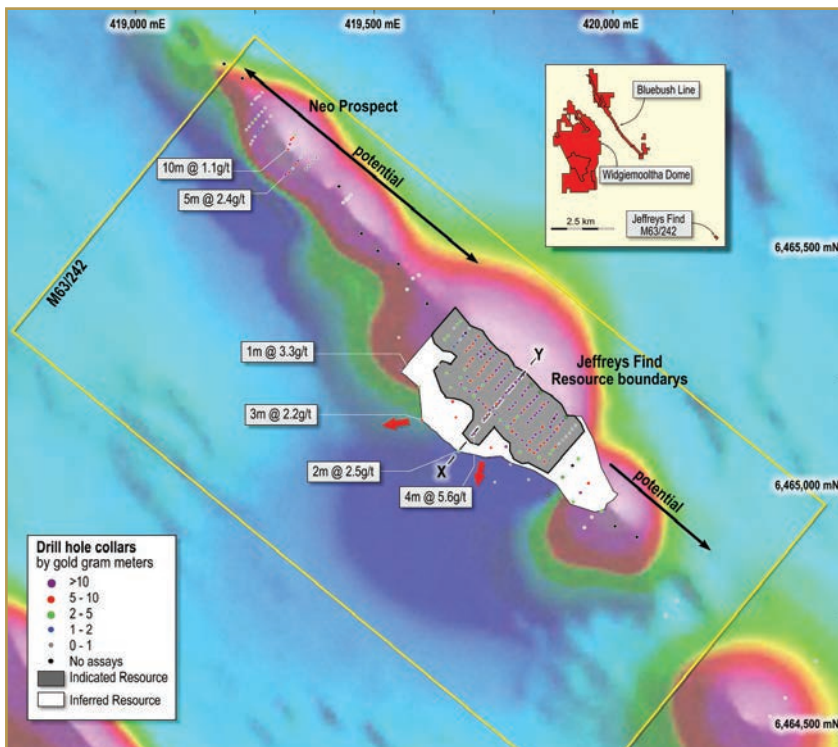 419,000 mE
419,500 mE
420,000 mE
Neo Prospect
potential
10m @ 1.1g/t
5m @ 2.4g/t
M63/242
Bluebush Line
Widgiemooltha Dome
2.5 km
Jeffreys Find
M63/242
6,465,500 mN
1m @ 3.3g/t
Y
Jeffreys Find
Resource boundarys
3m @ 2.2g/t
2m @ 2.5g/t
X
4m @ 5.6g/t
potential
6,465,000 mN
Drill hole collars
by gold gram meters
>10
5 - 10
2 - 5
1 - 2
0 - 1
No assays
Indicated Resource
Inferred Resource
6,464,500 mN